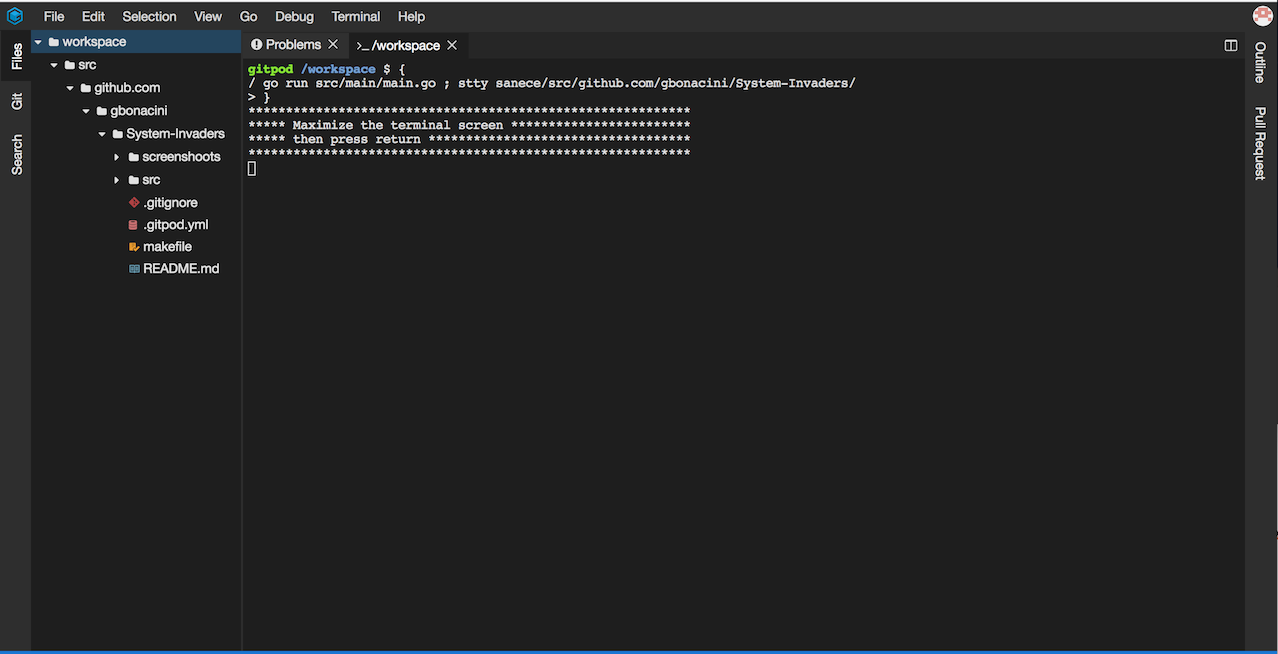 File Edit Selection View Go Debug Terminal Help
Files
Git
Search
workspace
src
github.com
gbonacini
System-Invaders
screenshoots
src
.gitignore
.gitpod.yml
makefile
README.md
Problems
>_ /workspace
gitpod /workspace $ {
/ go run src/main/main.go ; stty sanece/src/github.com/gbonacini/System-Invaders/
> }
***********************************************************
***** Maximize the terminal screen ************************
***** then press return ***********************************
***********************************************************
Outline
Pull Request